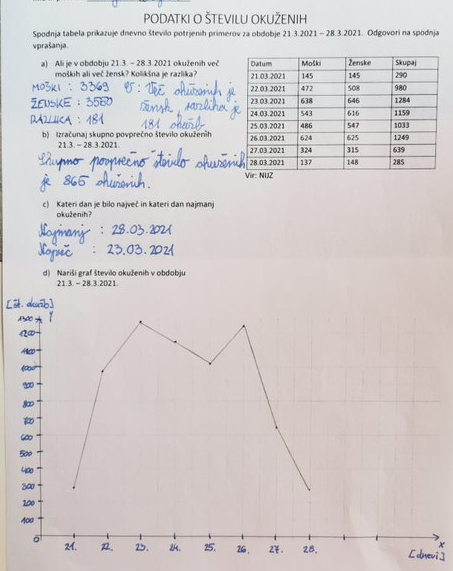 PODATKI O ŠTEVILU OKUŽENIH
Spodnja tabela prikazuje dnevno število potrjenih primerov za obdobje 21.3.2021 – 28.3.2021. Odgovori na spodnja
vprašanja.
a) Ali je v obdobju 21.3. – 28.3.2021 okuženih več
moških ali več žensk? Kolikšna je razlika?
MOŠKI : 3369
ŽENSKE : 3550
RAZLIKA : 181
O: Več okuženih je
žensk, razlika je
181 okužb
b) Izračunaj skupno povprečno število okuženih
21.3. – 28.3.2021.
Skupno povprečno število okuženih
je 865 okuženih.
c) Kateri dan je bilo največ in kateri dan najmanj
okuženih?
Najmanj : 28.03.2021
Največ : 23.03.2021
Datum Moški Ženske Skupaj
21.03.2021 145 145 290
22.03.2021 472 508 980
23.03.2021 638 646 1284
24.03.2021 543 616 1159
25.03.2021 486 547 1033
26.03.2021 624 625 1249
27.03.2021 324 315 639
28.03.2021 137 148 285
Vir: NIJZ
d) Nariši graf število okuženih v obdobju
21.3. – 28.3.2021.
[št. okužb]
y
1300
1200
1100
1000
900
800
700
600
500
400
300
200
100
0
21. 22. 23. 24. 25. 26. 27. 28.
x
[dnevi]